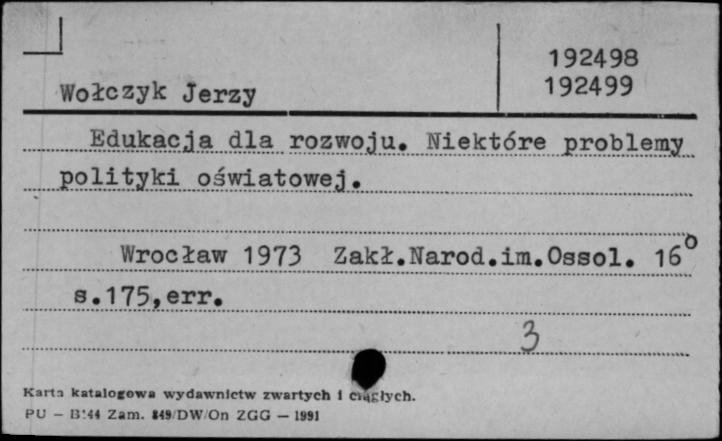 192498
Wołczyk Jerzy 192499
Edukacja dla rozwoju. Niektóre problemy
polityki oświatowej.
Wrocław 1973 Zakł.Narod.im.Ossol. 16°
s.175,err.
3
Karta katalogowa wydawnictw zwartych i ciągłych.
PU — B/44 Zam. 849/DW/On ZGG — 1991